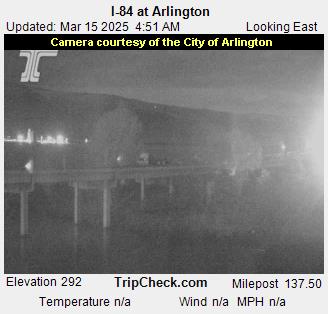 I-84 at Arlington
Updated: Mar 15 2025 4:51 AM Looking East
Camera courtesy of the City of Arlington
Elevation 292 TripCheck.com Milepost 137.50
Temperature n/a Wind n/a MPH n/a